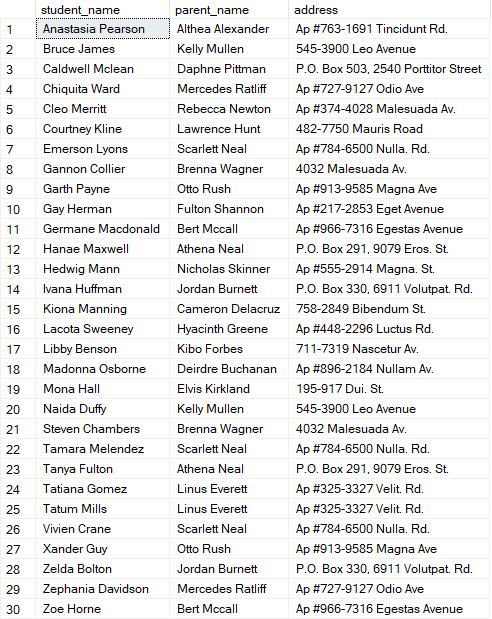 student_name parent_name address
1 Anastasia Pearson Althea Alexander Ap #763-1691 Tincidunt Rd.
2 Bruce James Kelly Mullen 545-3900 Leo Avenue
3 Caldwell Mclean Daphne Pittman P.O. Box 503, 2540 Porttitor Street
4 Chiquita Ward Mercedes Ratliff Ap #727-9127 Odio Ave
5 Cleo Merritt Rebecca Newton Ap #374-4028 Malesuada Av.
6 Courtney Kline Lawrence Hunt 482-7750 Mauris Road
7 Emerson Lyons Scarlett Neal Ap #784-6500 Nulla. Rd.
8 Gannon Collier Brenna Wagner 4032 Malesuada Av.
9 Garth Payne Otto Rush Ap #913-9585 Magna Ave
10 Gay Herman Fulton Shannon Ap #217-2853 Eget Avenue
11 Germane Macdonald Bert Mccall Ap #966-7316 Egestas Avenue
12 Hanae Maxwell Athena Neal P.O. Box 291, 9079 Eros. St.
13 Hedwig Mann Nicholas Skinner Ap #555-2914 Magna. St.
14 Ivana Huffman Jordan Burnett P.O. Box 330, 6911 Volutpat. Rd.
15 Kiona Manning Cameron Delacruz 758-2849 Bibendum St.
16 Lacota Sweeney Hyacinth Greene Ap #448-2296 Luctus Rd.
17 Libby Benson Kibo Forbes 711-7319 Nascetur Av.
18 Madonna Osborne Deirdre Buchanan Ap #896-2184 Nullam Av.
19 Mona Hall Elvis Kirkland 195-917 Dui. St.
20 Naida Duffy Kelly Mullen 545-3900 Leo Avenue
21 Steven Chambers Brenna Wagner 4032 Malesuada Av.
22 Tamara Melendez Scarlett Neal Ap #784-6500 Nulla. Rd.
23 Tanya Fulton Athena Neal P.O. Box 291, 9079 Eros. St.
24 Tatiana Gomez Linus Everett Ap #325-3327 Velit. Rd.
25 Tatum Mills Linus Everett Ap #325-3327 Velit. Rd.
26 Vivien Crane Scarlett Neal Ap #784-6500 Nulla. Rd.
27 Xander Guy Otto Rush Ap #913-9585 Magna Ave
28 Zelda Bolton Jordan Burnett P.O. Box 330, 6911 Volutpat. Rd.
29 Zephania Davidson Mercedes Ratliff Ap #727-9127 Odio Ave
30 Zoe Horne Bert Mccall Ap #966-7316 Egestas Avenue